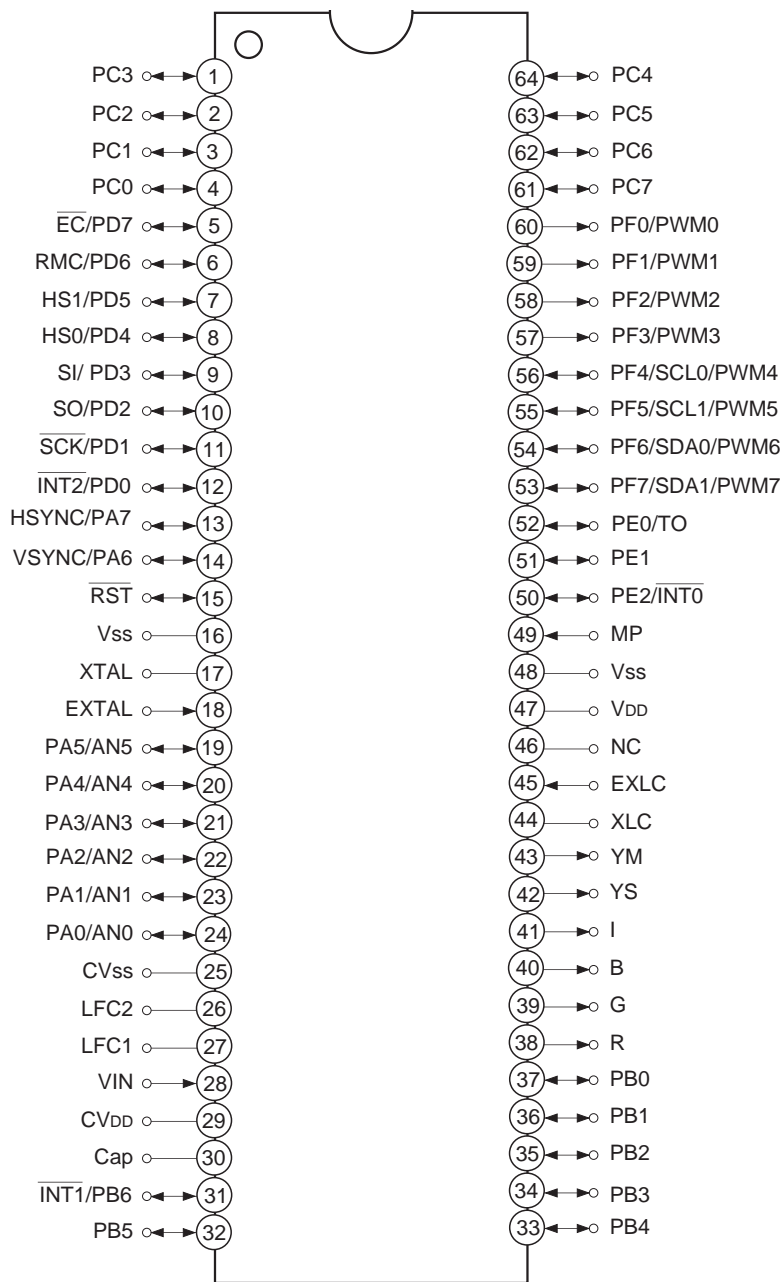 PC3 1 64 PC4
PC2 2 63 PC5
PC1 3 62 PC6
PC0 4 61 PC7
E̅C̅/PD7 5 60 PF0/PWM0
RMC/PD6 6 59 PF1/PWM1
HS1/PD5 7 58 PF2/PWM2
HS0/PD4 8 57 PF3/PWM3
SI/ PD3 9 56 PF4/SCL0/PWM4
SO/PD2 10 55 PF5/SCL1/PWM5
S̅C̅K̅/PD1 11 54 PF6/SDA0/PWM6
I̅N̅T̅2̅/PD0 12 53 PF7/SDA1/PWM7
HSYNC/PA7 13 52 PE0/TO
VSYNC/PA6 14 51 PE1
R̅S̅T̅ 15 50 PE2/I̅N̅T̅0̅
Vss 16 49 MP
XTAL 17 48 Vss
EXTAL 18 47 VDD
PA5/AN5 19 46 NC
PA4/AN4 20 45 EXLC
PA3/AN3 21 44 XLC
PA2/AN2 22 43 YM
PA1/AN1 23 42 YS
PA0/AN0 24 41 I
CVss 25 40 B
LFC2 26 39 G
LFC1 27 38 R
VIN 28 37 PB0
CVDD 29 36 PB1
Cap 30 35 PB2
I̅N̅T̅1̅/PB6 31 34 PB3
PB5 32 33 PB4